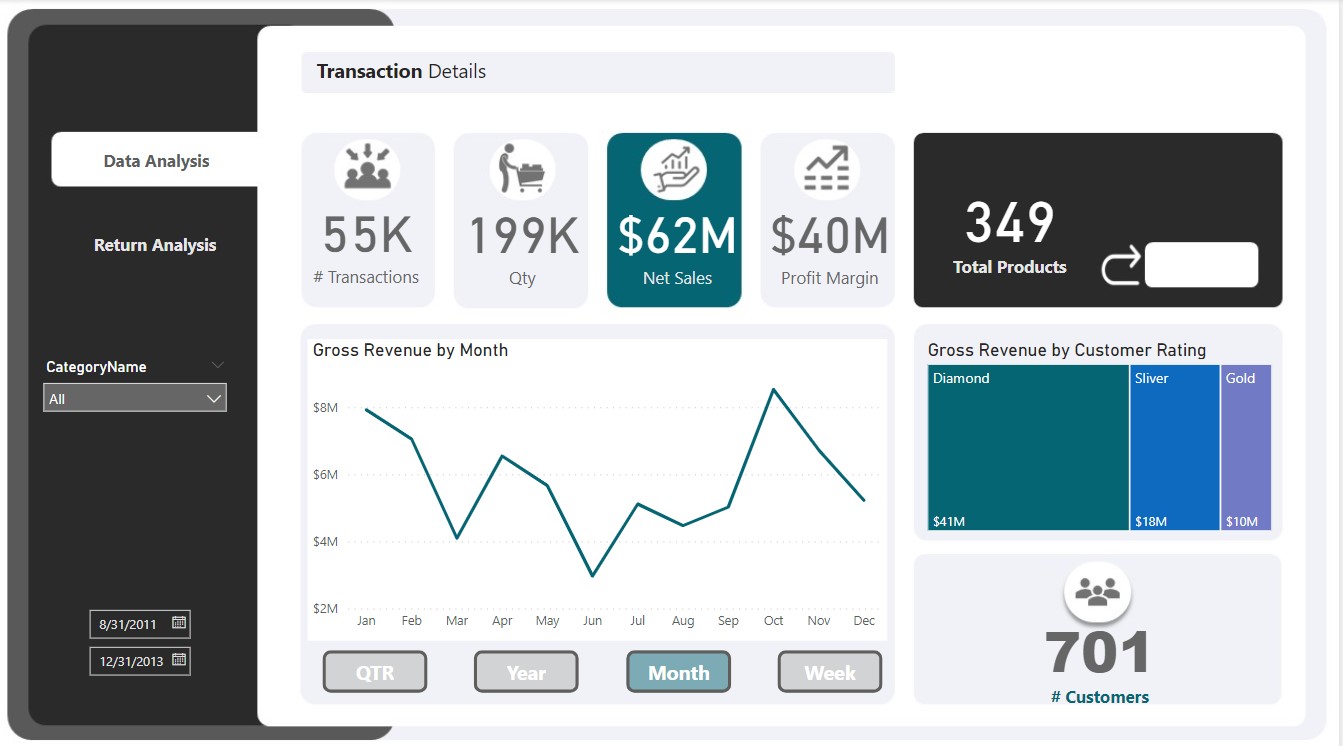 Transaction Details
Data Analysis
Return Analysis
CategoryName
All
8/31/2011
12/31/2013
55K
# Transactions
199K
Qty
$62M
Net Sales
$40M
Profit Margin
349
Total Products
Gross Revenue by Month
$8M
$6M
$4M
$2M
Jan Feb Mar Apr May Jun Jul Aug Sep Oct Nov Dec
QTR Year Month Week
Gross Revenue by Customer Rating
Diamond
$41M
Sliver
$18M
Gold
$10M
701
# Customers